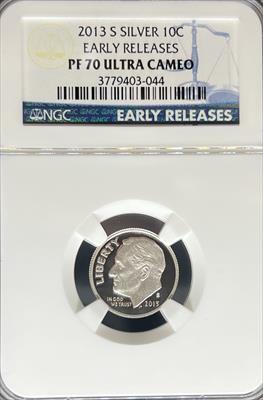 2013 S SILVER 10C
EARLY RELEASES
PF 70 ULTRA CAMEO
3779403-044
NGC EARLY RELEASES
LIBERTY
IN GOD
WE TRUST
S
2013